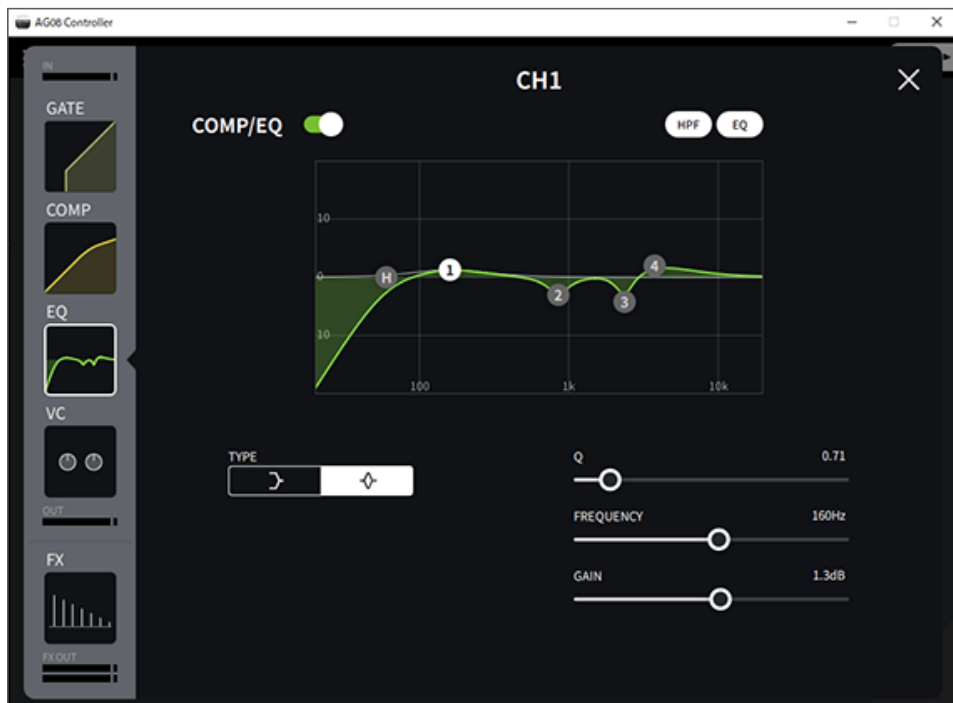 AG08 Controller
IN
GATE
COMP
EQ
VC
OUT
FX
FX OUT
CH1
COMP/EQ
HPF
EQ
10
0
10
100
1k
10k
H
1
2
3
4
TYPE
Q
0.71
FREQUENCY
160Hz
GAIN
1.3dB